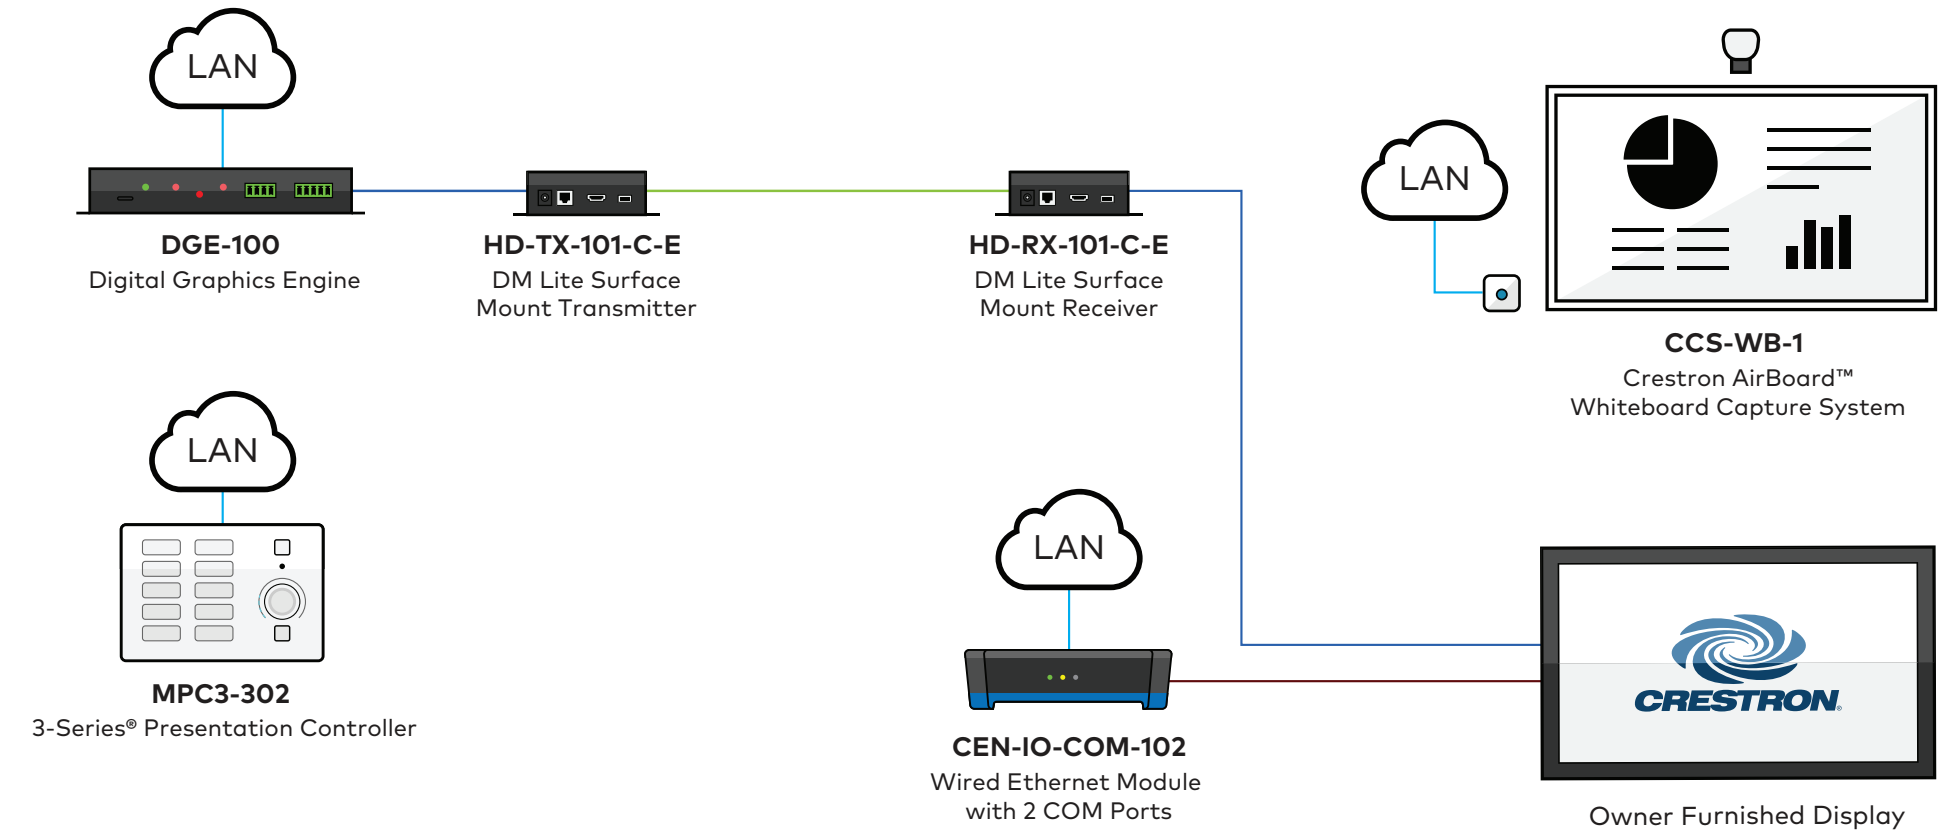 LAN
DGE-100
Digital Graphics Engine
HD-TX-101-C-E
DM Lite Surface
Mount Transmitter
HD-RX-101-C-E
DM Lite Surface
Mount Receiver
LAN
CCS-WB-1
Crestron AirBoard™
Whiteboard Capture System
LAN
MPC3-302
3-Series® Presentation Controller
LAN
CEN-IO-COM-102
Wired Ethernet Module
with 2 COM Ports
CRESTRON®
Owner Furnished Display